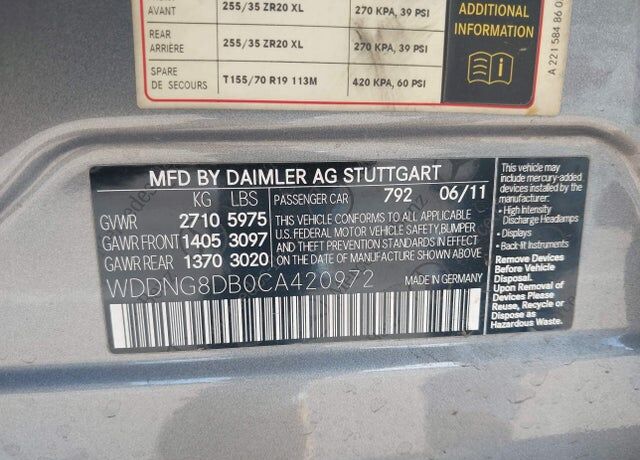 AVANT 255/35 ZR20 XL 270 KPA, 39 PSI
REAR
ARRIÈRE 255/35 ZR20 XL 270 KPA, 39 PSI
SPARE
DE SECOURS T155/70 R19 113M 420 KPA, 60 PSI
ADDITIONAL
INFORMATION
A 221 584 86 0
MFD BY DAIMLER AG STUTTGART
KG LBS PASSENGER CAR 792 06/11
GVWR 2710 5975
GAWR FRONT 1405 3097
GAWR REAR 1370 3020
THIS VEHICLE CONFORMS TO ALL APPLICABLE
U.S. FEDERAL MOTOR VEHICLE SAFETY, BUMPER
AND THEFT PREVENTION STANDARDS IN EFFECT
ON THE DATE OF MANUFACTURE SHOWN ABOVE
WDDNG8DB0CA420972 MADE IN GERMANY
This vehicle may
include mercury-added
devices installed by the
manufacturer:
- High Intensity
Discharge Headlamps
- Displays
- Back-lit Instruments
Remove Devices
Before Vehicle
Disposal.
Upon Removal of
Devices Please
Reuse, Recycle or
Dispose as
Hazardous Waste.